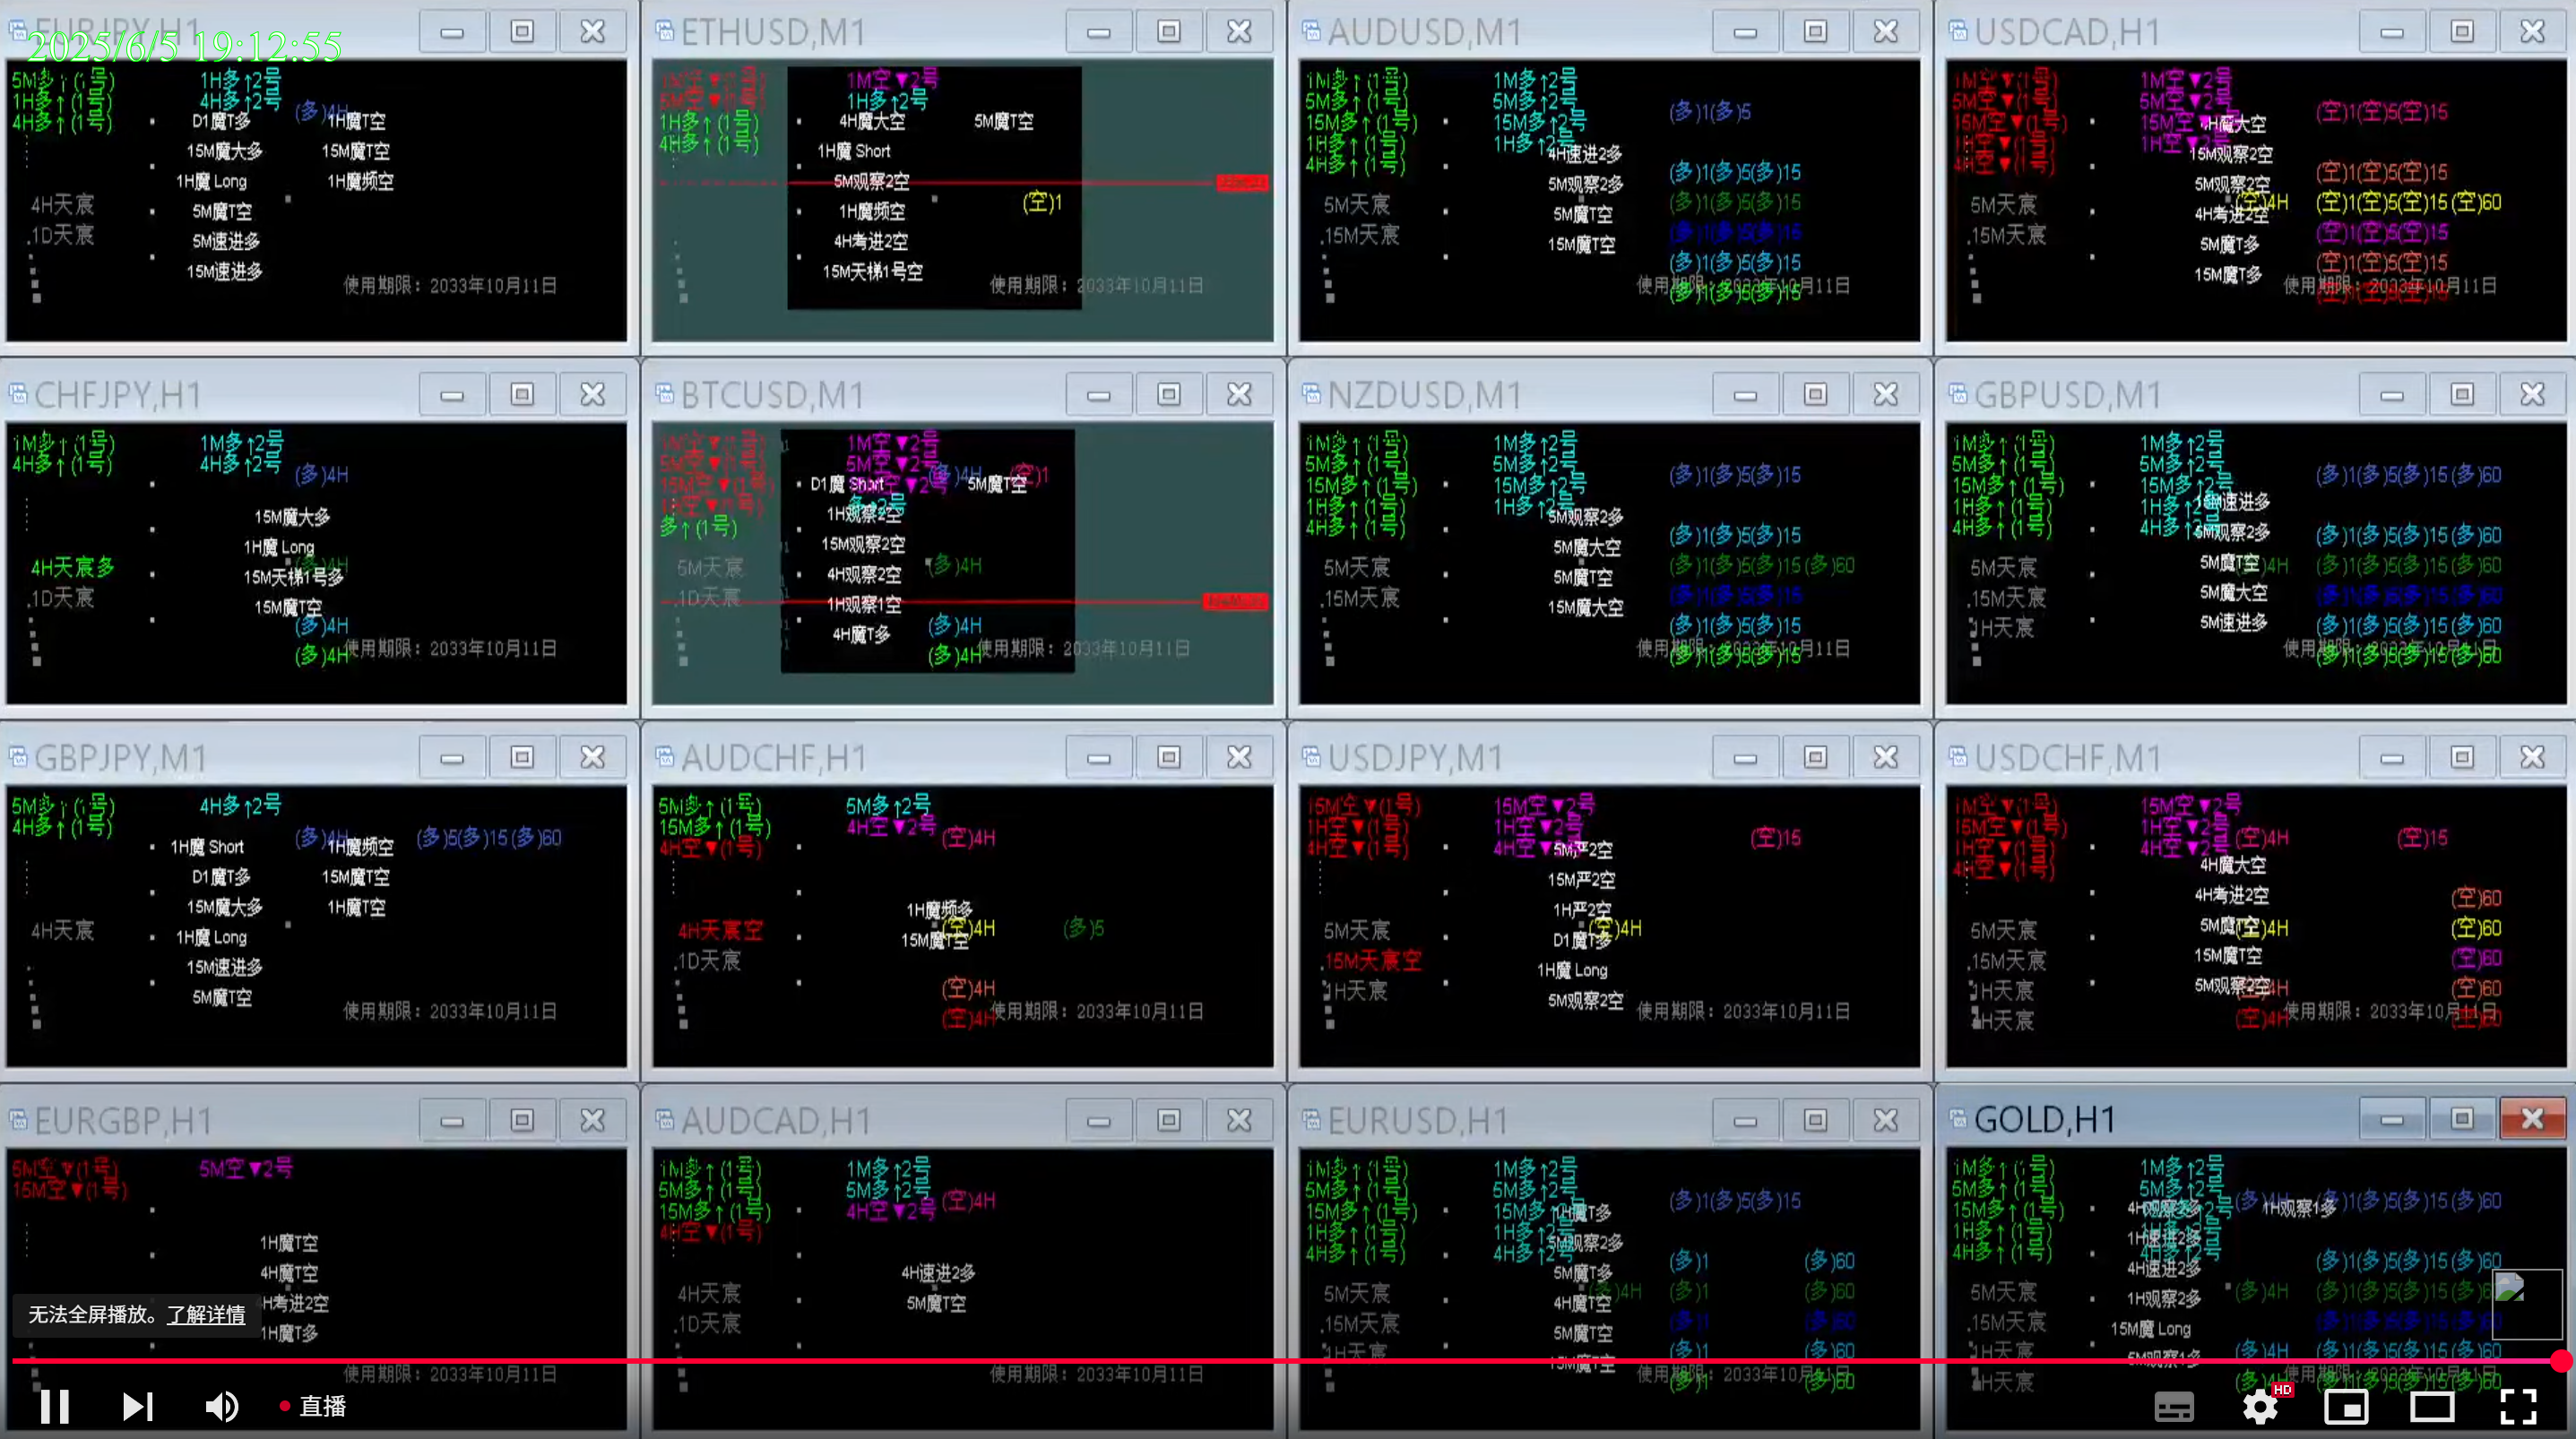 EURJPY,H1
2025/6/5 19:12:55
5M多↑(1号)
1H多↑(1号)
4H多↑(1号)
1H多↑2号
4H多↑2号
(多)4H
D1魔T多
1H魔T空
15M魔大多
15M魔T空
1H魔 Long
1H魔频空
5M魔T空
5M速进多
15M速进多
4H天宸
1D天宸
使用期限：2033年10月11日
ETHUSD,M1
1M空▼(1号)
5M空▼(1号)
1H多↑(1号)
4H多↑(1号)
1M空▼2号
1H多↑2号
4H魔大空
5M魔T空
1H魔 Short
5M观察2空
(空)1
1H魔频空
4H考进2空
15M天梯1号空
使用期限：2033年10月11日
AUDUSD,M1
1M多↑(1号)
5M多↑(1号)
15M多↑(1号)
1H多↑(1号)
4H多↑(1号)
1M多↑2号
5M多↑2号
15M多↑2号
1H多↑2号
4H速进2多
5M观察2多
5M魔T空
15M魔T空
(多)1(多)5
(多)1(多)5(多)15
(多)1(多)5(多)15
(多)1(多)5(多)15
(多)1(多)5(多)15
(多)1(多)5(多)15
5M天宸
15M天宸
使用期限：2033年10月11日
USDCAD,H1
1M空▼(1号)
5M空▼(1号)
15M空▼(1号)
1H空▼(1号)
4H空▼(1号)
1M空▼2号
5M空▼2号
15M空▼2号
1H空▼2号
4H魔大空
15M观察2空
5M观察2空
(空)4H
4H考进2空
5M魔T多
15M魔T多
(空)1(空)5(空)15
(空)1(空)5(空)15
(空)1(空)5(空)15(空)60
(空)1(空)5(空)15
(空)1(空)5(空)15
(空)1(空)5(空)15
5M天宸
15M天宸
使用期限：2033年10月11日
CHFJPY,H1
1M多↑(1号)
4H多↑(1号)
1M多↑2号
4H多↑2号
(多)4H
15M魔大多
1H魔 Long
(多)4H
15M天梯1号多
15M魔T空
(多)4H
(多)4H
4H天宸多
1D天宸
使用期限：2033年10月11日
BTCUSD,M1
1M空▼(1号)
5M空▼(1号)
15M空▼(1号)
1H空▼(1号)
多↑(1号)
1M空▼2号
5M空▼2号
(多)4H
(空)1
D1魔 Short
5M魔T空
1H观察2空
15M观察2空
4H观察2空
(多)4H
1H观察1空
4H魔T多
(多)4H
(多)4H
5M天宸
1D天宸
使用期限：2033年10月11日
NZDUSD,M1
1M多↑(1号)
5M多↑(1号)
15M多↑(1号)
1H多↑(1号)
4H多↑(1号)
1M多↑2号
5M多↑2号
15M多↑2号
1H多↑2号
5M观察2多
5M魔大空
5M魔T空
15M魔大空
(多)1(多)5(多)15
(多)1(多)5(多)15
(多)1(多)5(多)15(多)60
(多)1(多)5(多)15(多)60
(多)1(多)5(多)15
(多)1(多)5(多)15
5M天宸
15M天宸
使用期限：2033年10月11日
GBPUSD,M1
1M多↑(1号)
5M多↑(1号)
15M多↑(1号)
1H多↑(1号)
4H多↑(1号)
1M多↑2号
5M多↑2号
15M多↑2号
1H多↑2号
4H多↑2号
15M速进多
5M观察2多
5M魔T空
(多)4H
5M魔大空
5M速进多
(多)1(多)5(多)15(多)60
(多)1(多)5(多)15(多)60
(多)1(多)5(多)15(多)60
(多)1(多)5(多)15(多)60
(多)1(多)5(多)15(多)60
(多)1(多)5(多)15(多)60
5M天宸
15M天宸
1H天宸
使用期限：2033年10月11日
GBPJPY,M1
5M多↑(1号)
4H多↑(1号)
4H多↑2号
(多)4H
(多)5(多)15(多)60
1H魔 Short
1H魔频空
D1魔T多
15M魔T空
15M魔大多
1H魔T空
1H魔 Long
15M速进多
5M魔T空
4H天宸
使用期限：2033年10月11日
AUDCHF,H1
5M多↑(1号)
15M多↑(1号)
4H空▼(1号)
5M多↑2号
4H空▼2号
(空)4H
1H魔频多
(空)4H
(多)5
15M魔T空
(空)4H
(空)4H
4H天宸空
1D天宸
使用期限：2033年10月11日
USDJPY,M1
15M空▼(1号)
1H空▼(1号)
4H空▼(1号)
15M空▼2号
1H空▼2号
4H空▼2号
(空)15
5M严2空
15M严2空
1H严2空
(空)4H
D1魔T多
1H魔 Long
5M观察2空
5M天宸
15M天宸空
1H天宸
使用期限：2033年10月11日
USDCHF,M1
1M空▼(1号)
15M空▼(1号)
1H空▼(1号)
4H空▼(1号)
15M空▼2号
1H空▼2号
4H空▼2号
(空)4H
(空)15
4H魔大空
4H考进2空
(空)60
(空)4H
(空)60
15M魔T空
(空)60
5M观察2空
(空)4H
(空)60
(空)4H
(空)60
5M天宸
15M天宸
1H天宸
4H天宸
使用期限：2033年10月11日
EURGBP,H1
5M空▼(1号)
15M空▼(1号)
5M空▼2号
1H魔T空
4H魔T空
4H考进2空
1H魔T多
使用期限：2033年10月11日
AUDCAD,H1
1M多↑(1号)
5M多↑(1号)
15M多↑(1号)
4H空▼(1号)
1M多↑2号
5M多↑2号
4H空▼2号
(空)4H
4H速进2多
5M魔T空
4H天宸
1D天宸
使用期限：2033年10月11日
EURUSD,H1
1M多↑(1号)
5M多↑(1号)
15M多↑(1号)
1H多↑(1号)
4H多↑(1号)
1M多↑2号
5M多↑2号
15M多↑2号
1H多↑2号
4H多↑2号
5M观察2多
5M魔T多
(多)4H
4H魔T空
5M魔T空
15M魔T空
(多)1(多)5(多)15
(多)1
(多)60
(多)1
(多)60
(多)1
(多)60
(多)1
(多)60
(多)1
(多)60
5M天宸
15M天宸
1H天宸
使用期限：2033年10月11日
GOLD,H1
1M多↑(1号)
5M多↑(1号)
15M多↑(1号)
1H多↑(1号)
4H多↑(1号)
1M多↑2号
5M多↑2号
(多)4H
(多)1(多)5(多)15(多)60
4H观察2多
1H观察1多
1H速进2多
4H速进2多
1H观察2多
15M魔 Long
5M观察1多
(多)1(多)5(多)15(多)60
(多)4H
(多)1(多)5(多)15(多)6
(多)1(多)5(多)15
(多)4H
(多)1(多)5(多)15(多)60
(多)4H
(多)1(多)5(多)15(多)60
5M天宸
15M天宸
1H天宸
4H天宸
使用期限：2033年10月11日
无法全屏播放。了解详情
直播
HD